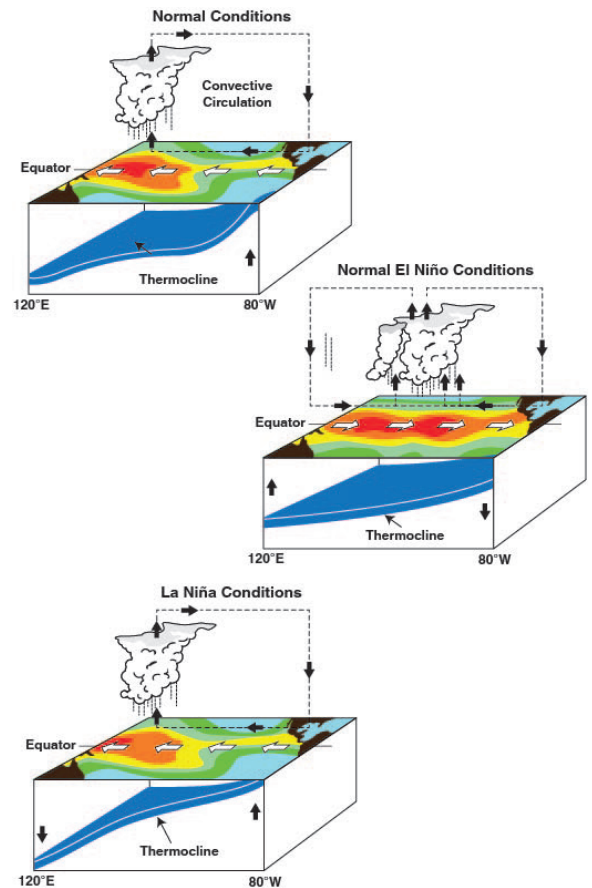 Normal Conditions
Convective
Circulation
Equator
Thermocline
120°E
80°W
Normal El Niño Conditions
Equator
Thermocline
120°E
80°W
La Niña Conditions
Equator
Thermocline
120°E
80°W